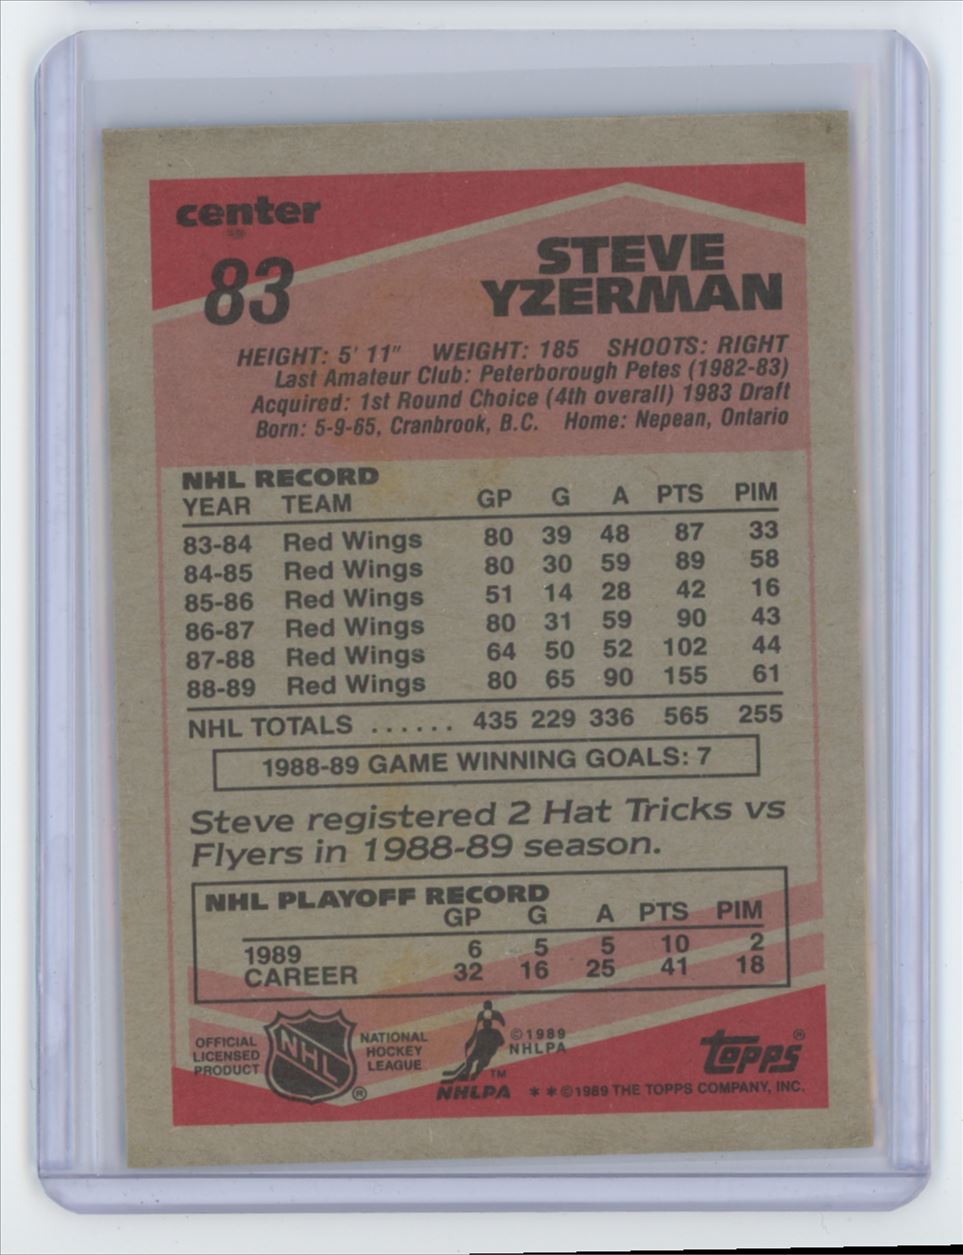 center
83
STEVE
YZERMAN
HEIGHT: 5' 11" WEIGHT: 185 SHOOTS: RIGHT
Last Amateur Club: Peterborough Petes (1982-83)
Acquired: 1st Round Choice (4th overall) 1983 Draft
Born: 5-9-65, Cranbrook, B.C. Home: Nepean, Ontario
NHL RECORD
YEAR TEAM GP G A PTS PIM
83-84 Red Wings 80 39 48 87 33
84-85 Red Wings 80 30 59 89 58
85-86 Red Wings 51 14 28 42 16
86-87 Red Wings 80 31 59 90 43
87-88 Red Wings 64 50 52 102 44
88-89 Red Wings 80 65 90 155 61
NHL TOTALS ...... 435 229 336 565 255
1988-89 GAME WINNING GOALS: 7
Steve registered 2 Hat Tricks vs
Flyers in 1988-89 season.
NHL PLAYOFF RECORD
GP G A PTS PIM
1989 6 5 5 10 2
CAREER 32 16 25 41 18
OFFICIAL
LICENSED
PRODUCT
NHL
®
NATIONAL
HOCKEY
LEAGUE
TM
NHLPA
©1989
NHLPA
topps®
**©1989 THE TOPPS COMPANY, INC.